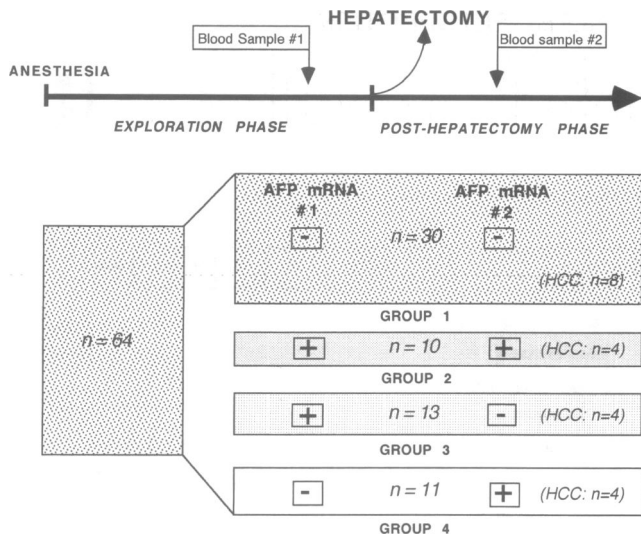 HEPATECTOMY
Blood Sample #1
Blood sample #2
ANESTHESIA
EXPLORATION PHASE
POST-HEPATECTOMY PHASE
AFP mRNA
#1
AFP mRNA
#2
- n = 30 -
(HCC: n=8)
GROUP 1
n = 64
+ n = 10 + (HCC: n=4)
GROUP 2
+ n = 13 - (HCC: n=4)
GROUP 3
- n = 11 + (HCC: n=4)
GROUP 4